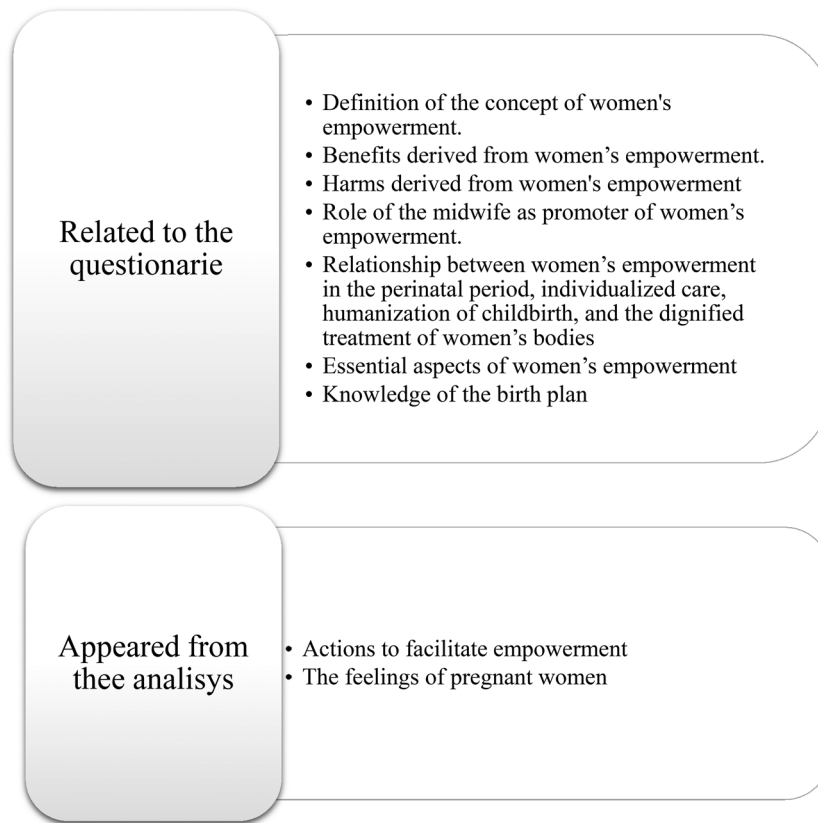 Related to the
questionarie
• Definition of the concept of women's
empowerment.
• Benefits derived from women’s empowerment.
• Harms derived from women's empowerment
• Role of the midwife as promoter of women’s
empowerment.
• Relationship between women’s empowerment
in the perinatal period, individualized care,
humanization of childbirth, and the dignified
treatment of women’s bodies
• Essential aspects of women’s empowerment
• Knowledge of the birth plan
Appeared from
thee analisys
• Actions to facilitate empowerment
• The feelings of pregnant women